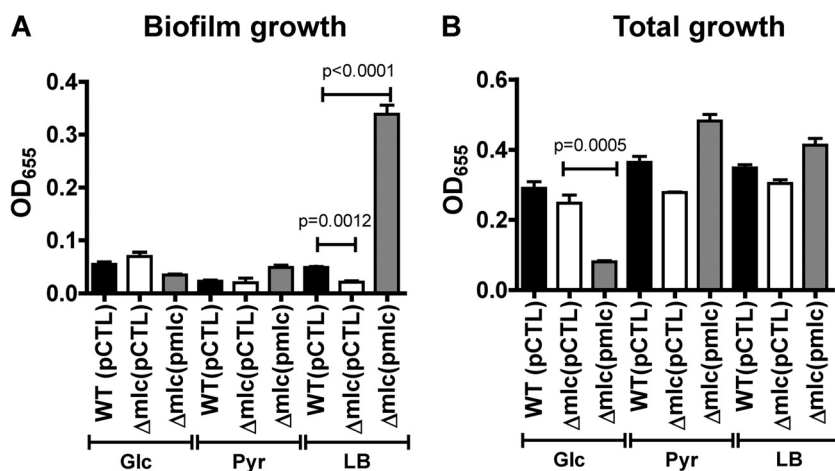 A Biofilm growth
p<0.0001
p=0.0012
OD655
0.4
0.3
0.2
0.1
0.0
WT (pCTL)
Δmlc(pCTL)
Δmlc(pmlc)
WT(pCTL)
Δmlc(pCTL)
Δmlc(pmlc)
WT(pCTL)
Δmlc(pCTL)
Δmlc(pmlc)
Glc Pyr LB
B Total growth
p=0.0005
OD655
0.6
0.4
0.2
0.0
WT (pCTL)
Δmlc(pCTL)
Δmlc(pmlc)
WT(pCTL)
Δmlc(pCTL)
Δmlc(pmlc)
WT(pCTL)
Δmlc(pCTL)
Δmlc(pmlc)
Glc Pyr LB